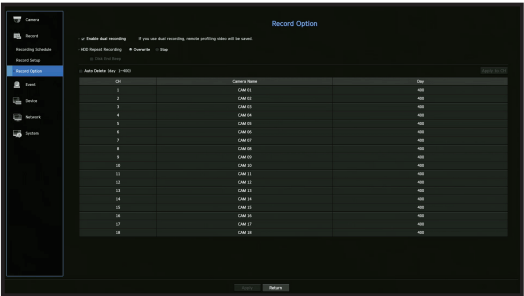 Record Option
Camera
Record
Recording Schedule
Record Setup
Record Option
Event
Device
Network
System
Enable dual recording If you use dual recording, remote profiling video will be saved.
HDD Repeat Recording Overwrite Stop
Disk End Beep
Auto Delete (day 1~400)
CH Camera Name Day
1 CAM 01 400
2 CAM 02 400
3 CAM 03 400
4 CAM 04 400
5 CAM 05 400
6 CAM 06 400
7 CAM 07 400
8 CAM 08 400
9 CAM 09 400
10 CAM 10 400
11 CAM 11 400
12 CAM 12 400
13 CAM 13 400
14 CAM 14 400
15 CAM 15 400
16 CAM 16 400
17 CAM 17 400
18 CAM 18 400
Apply Return